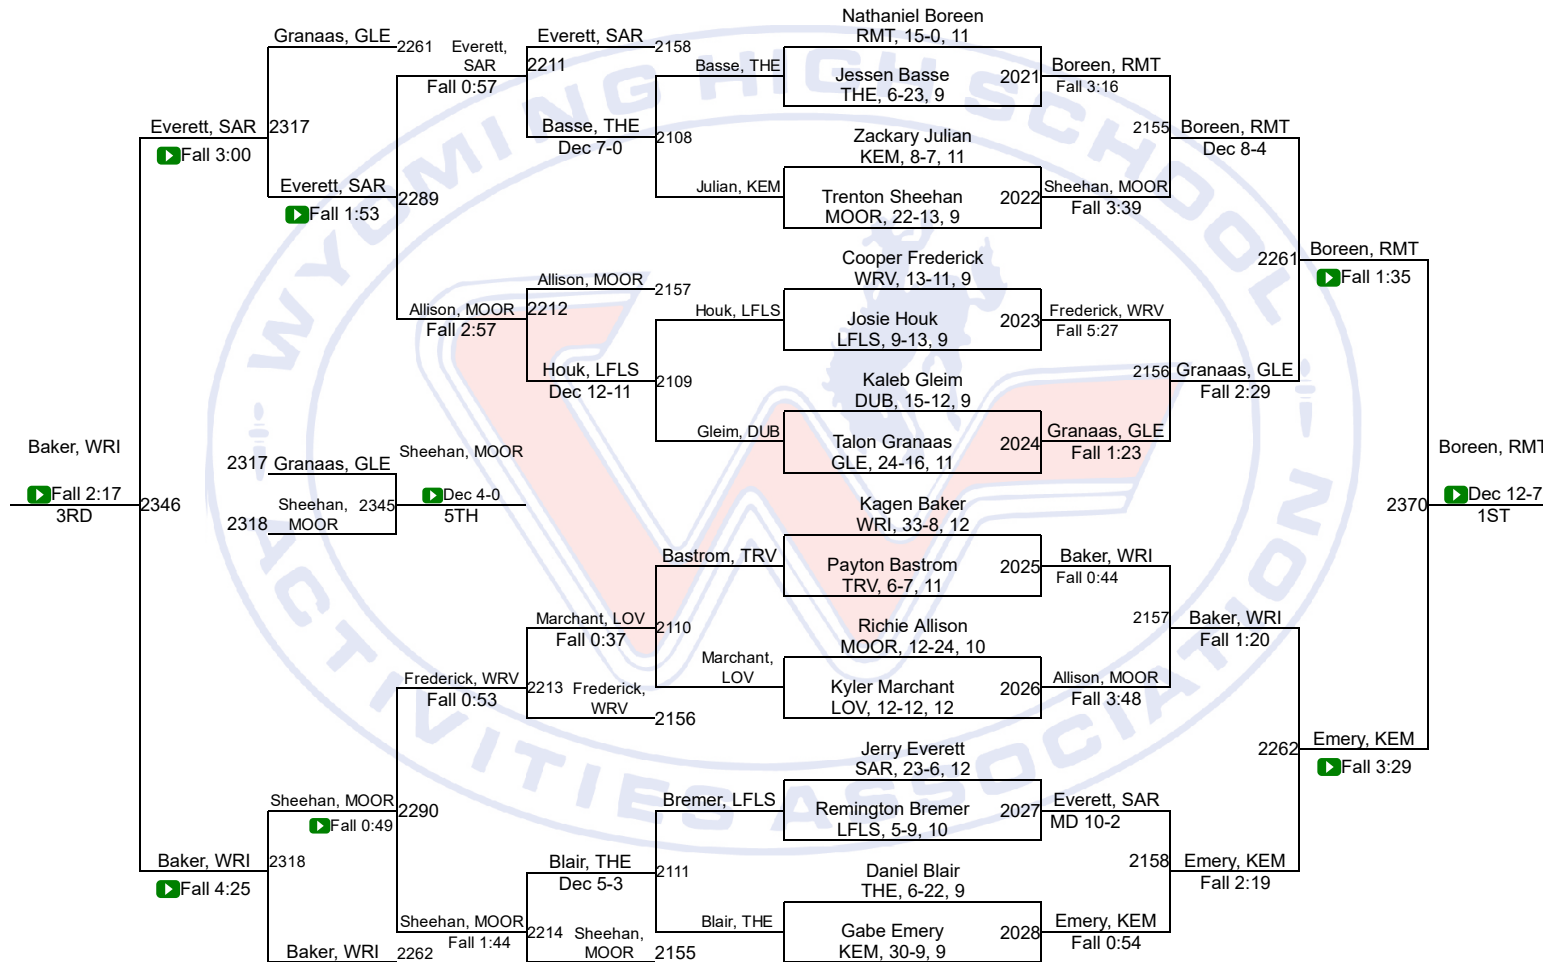 Nathaniel Boreen
RMT, 15-0, 11
Granaas, GLE
2261
Everett,
SAR
Fall 0:57
Everett, SAR
2158
2211
Basse, THE
Jessen Basse
THE, 6-23, 9
2021
Boreen, RMT
Fall 3:16
Everett, SAR
2317
Fall 3:00
Basse, THE
Dec 7-0
2108
Zackary Julian
KEM, 8-7, 11
2155
Boreen, RMT
Dec 8-4
Everett, SAR
Fall 1:53
2289
Julian, KEM
Trenton Sheehan
MOOR, 22-13, 9
2022
Sheehan, MOOR
Fall 3:39
Cooper Frederick
WRV, 13-11, 9
2261
Boreen, RMT
Fall 1:35
Allison, MOOR
2157
Allison, MOOR
Fall 2:57
2212
Houk, LFLS
Josie Houk
LFLS, 9-13, 9
2023
Frederick, WRV
Fall 5:27
Houk, LFLS
Dec 12-11
2109
Kaleb Gleim
DUB, 15-12, 9
2156
Granaas, GLE
Fall 2:29
Gleim, DUB
Talon Granaas
GLE, 24-16, 11
2024
Granaas, GLE
Fall 1:23
Baker, WRI
Fall 2:17
3RD
2346
2317
Granaas, GLE
Sheehan,
MOOR
2318
2345
Sheehan, MOOR
Dec 4-0
5TH
Kagen Baker
WRI, 33-8, 12
2370
Boreen, RMT
Dec 12-7
1ST
Bastrom, TRV
Payton Bastrom
TRV, 6-7, 11
2025
Baker, WRI
Fall 0:44
Marchant, LOV
Fall 0:37
2110
Richie Allison
MOOR, 12-24, 10
2157
Baker, WRI
Fall 1:20
Marchant,
LOV
Frederick, WRV
Fall 0:53
2213
Frederick,
WRV
2156
Kyler Marchant
LOV, 12-12, 12
2026
Allison, MOOR
Fall 3:48
Jerry Everett
SAR, 23-6, 12
2262
Emery, KEM
Fall 3:29
Sheehan, MOOR
Fall 0:49
2290
Bremer, LFLS
Remington Bremer
LFLS, 5-9, 10
2027
Everett, SAR
MD 10-2
Baker, WRI
Fall 4:25
2318
Blair, THE
Dec 5-3
2111
Daniel Blair
THE, 6-22, 9
2158
Emery, KEM
Fall 2:19
Sheehan, MOOR
Fall 1:44
2214
Sheehan,
MOOR
2155
Blair, THE
Gabe Emery
KEM, 30-9, 9
2028
Emery, KEM
Fall 0:54
Baker, WRI
2262
WYOMING HIGH SCHOOL
ACTIVITIES ASSOCIATION